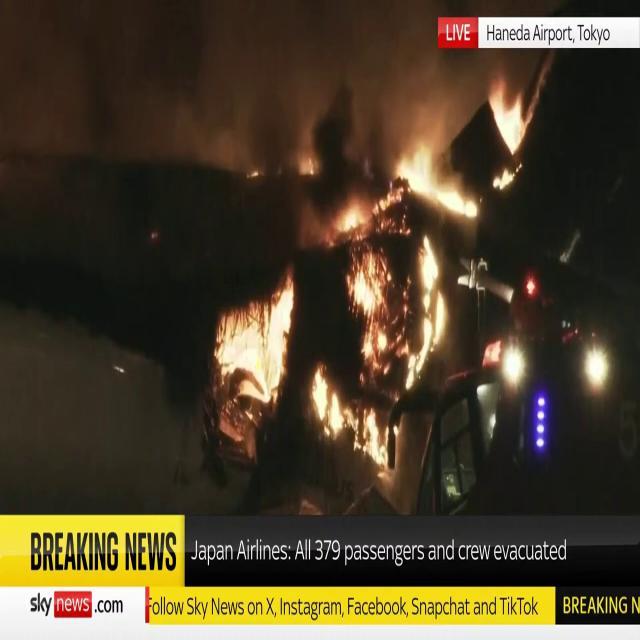 LIVE Haneda Airport, Tokyo
BREAKING NEWS Japan Airlines: All 379 passengers and crew evacuated
sky news .com Follow Sky News on X, Instagram, Facebook, Snapchat and TikTok BREAKING N